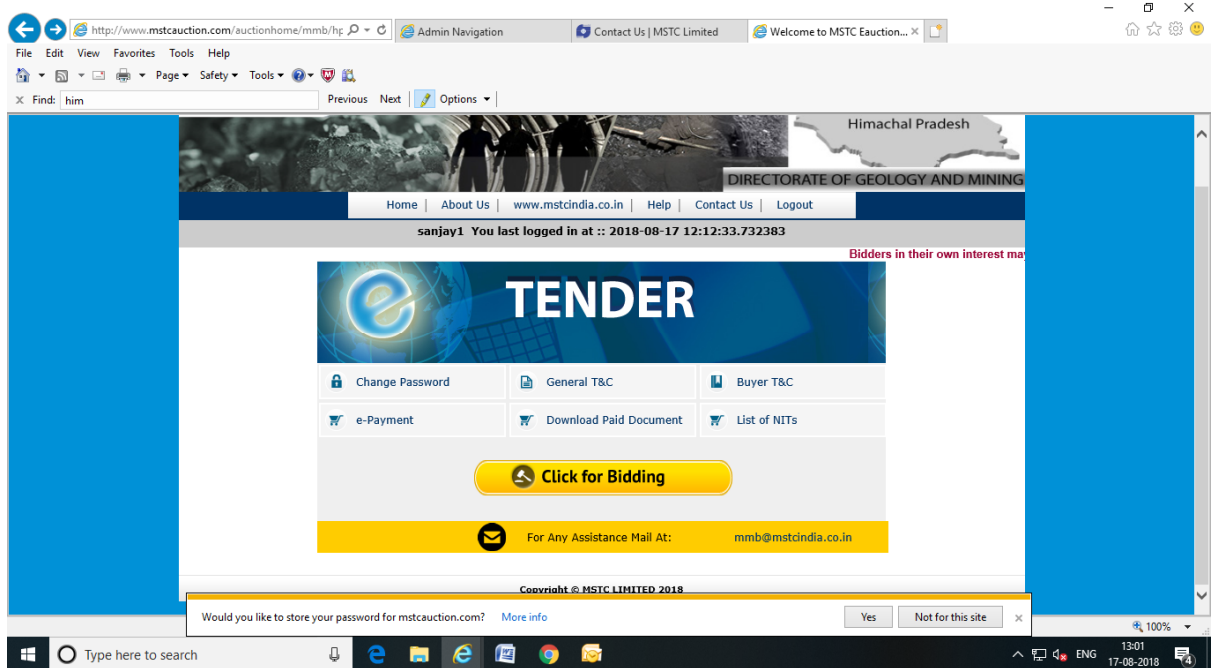 http://www.mstcauction.com/auctionhome/mmb/hp
Admin Navigation
Contact Us | MSTC Limited
Welcome to MSTC Eauction...
File Edit View Favorites Tools Help
Page Safety Tools
Find: him Previous Next Options
Himachal Pradesh
DIRECTORATE OF GEOLOGY AND MINING
Home | About Us | www.mstcindia.co.in | Help | Contact Us | Logout
sanjay1 You last logged in at :: 2018-08-17 12:12:33.732383
Bidders in their own interest may
e TENDER
Change Password General T&C Buyer T&C
e-Payment Download Paid Document List of NITs
Click for Bidding
For Any Assistance Mail At: mmb@mstcindia.co.in
Copyright © MSTC LIMITED 2018
Would you like to store your password for mstcauction.com? More info Yes Not for this site
100%
Type here to search
ENG
13:01
17-08-2018
4